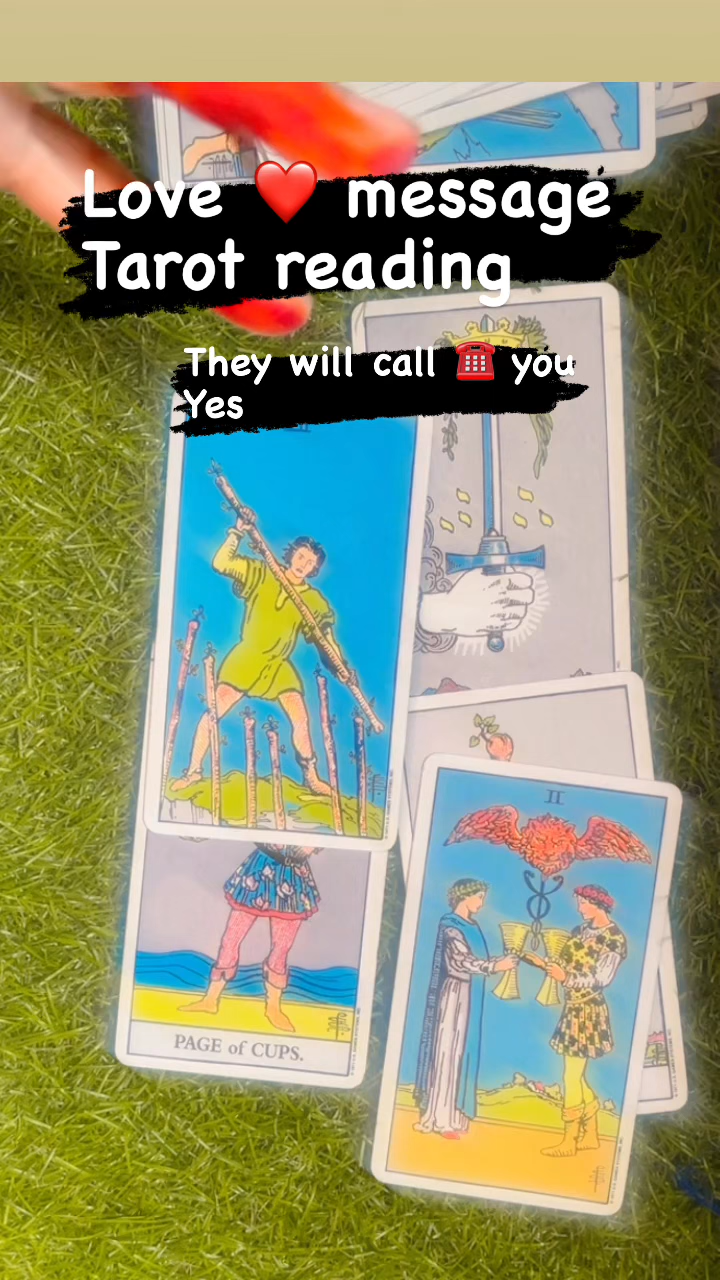 Love ❤️ message
Tarot reading
They will call ☎️ you
Yes
II
PAGE of CUPS.